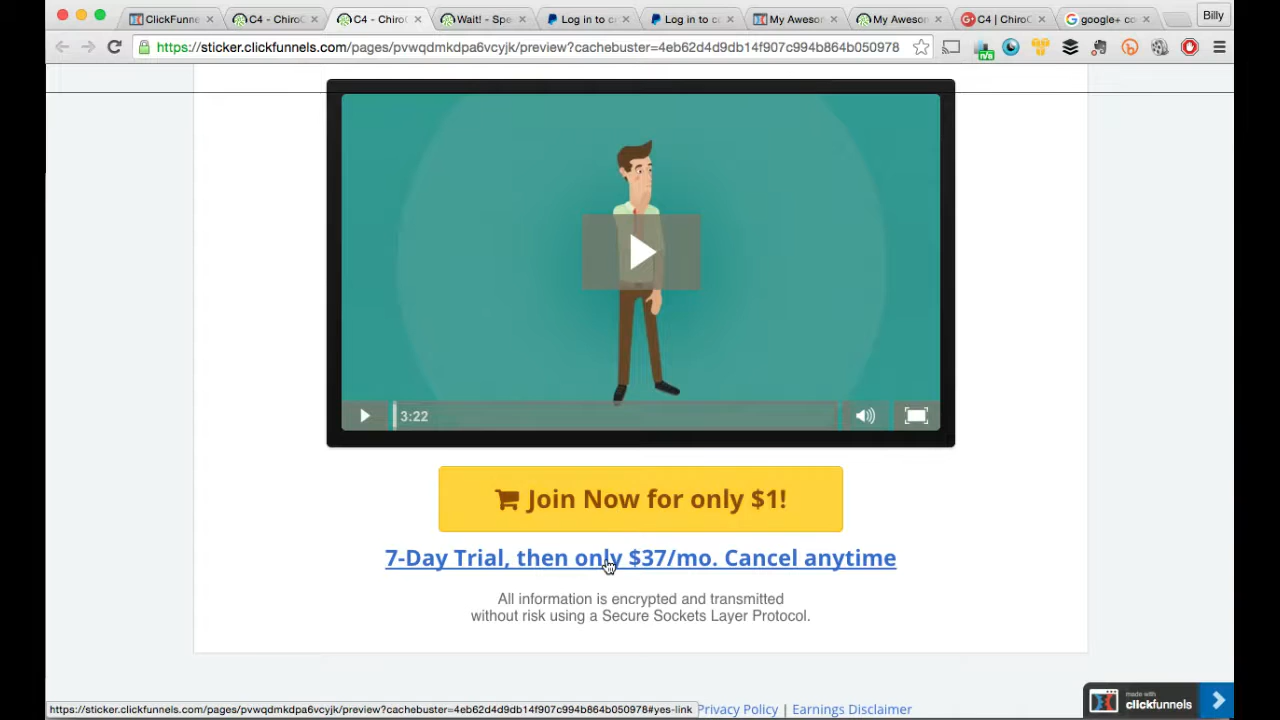 ClickFunne
C4 - Chiro
C4 - Chiro
Wait! - Spe
Log in to c
Log in to co
My Awesom
My Awesom
C4 | Chiro
google+ co
Billy
https://sticker.clickfunnels.com/pages/pvwqdmkdpa6vcyjk/preview?cachebuster=4eb62d4d9db14f907c994b864b050978
3:22
Join Now for only $1!
7-Day Trial, then only $37/mo. Cancel anytime
All information is encrypted and transmitted
without risk using a Secure Sockets Layer Protocol.
made with
clickfunnels
https://sticker.clickfunnels.com/pages/pvwqdmkdpa6vcyjk/preview?cachebuster=4eb62d4d9db14f907c994b864b050978#yes-link
Privacy Policy | Earnings Disclaimer